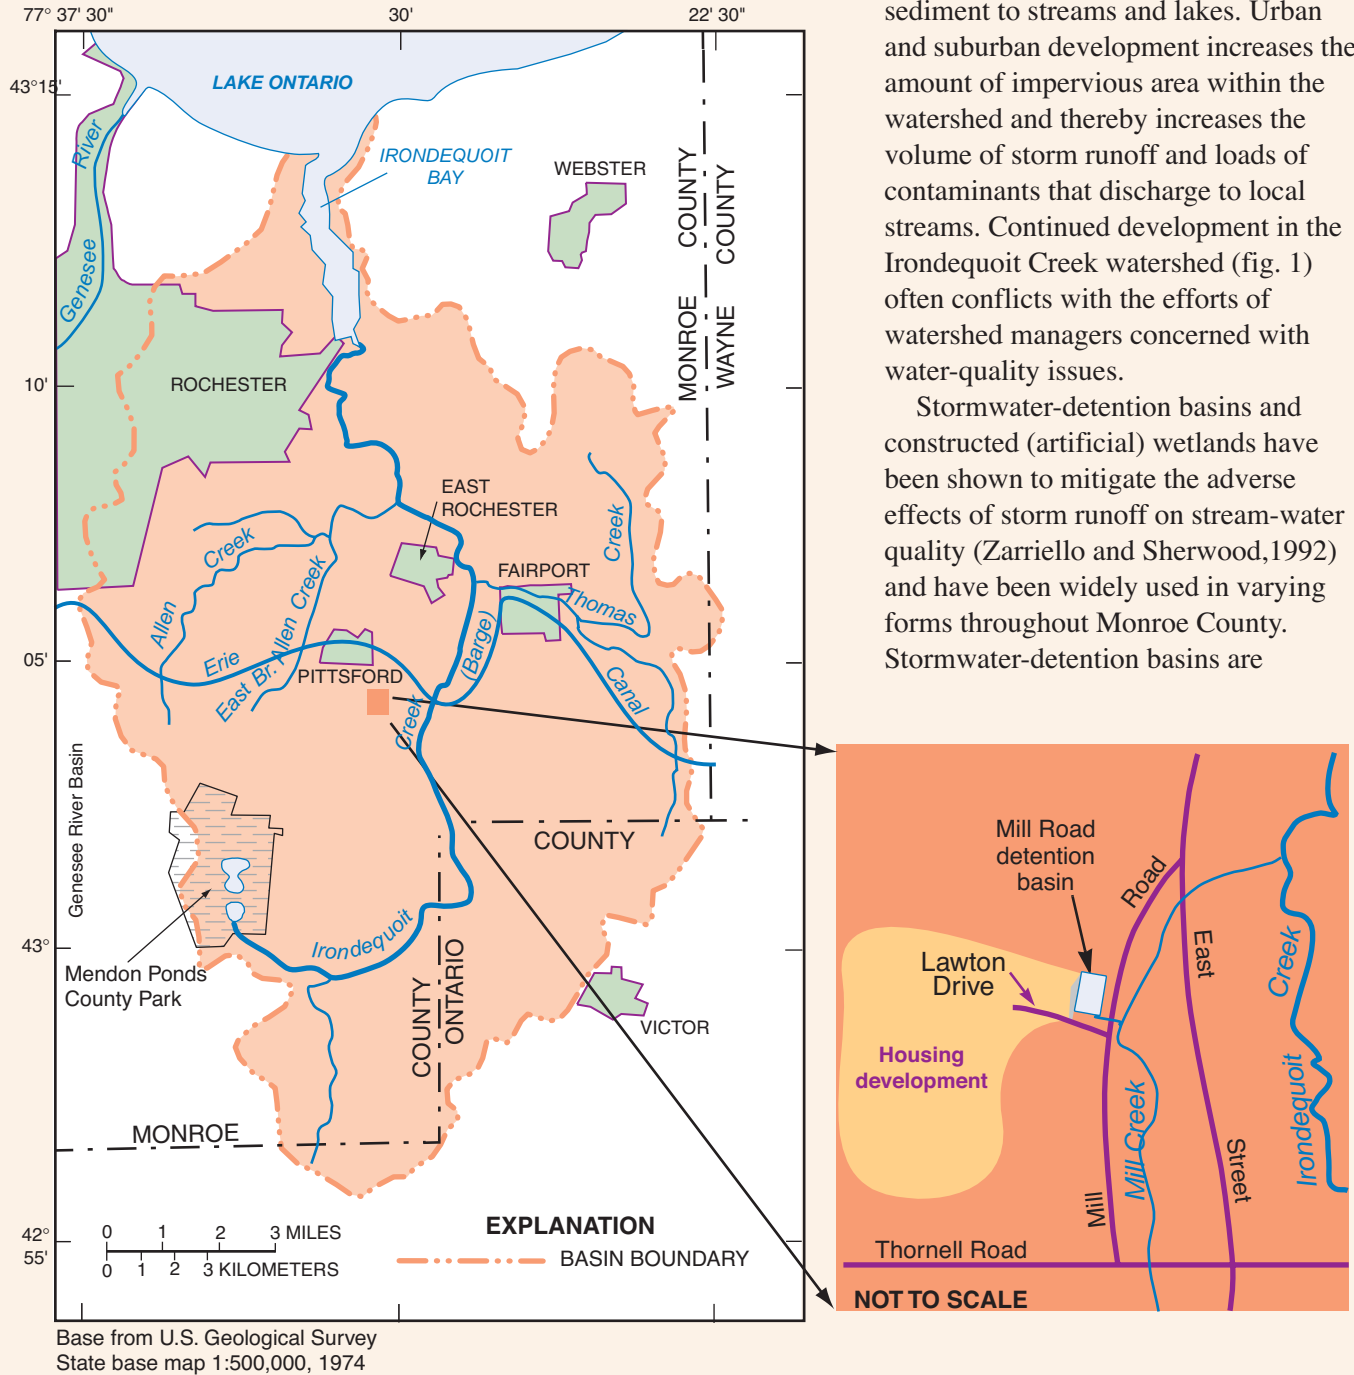 77° 37' 30"
30'
22' 30"
43°15'
10'
05'
43°
42°
55'
LAKE ONTARIO
IRONDEQUOIT
BAY
WEBSTER
River
Genesee
MONROE COUNTY
WAYNE COUNTY
ROCHESTER
EAST
ROCHESTER
FAIRPORT
Creek
Thomas
Creek
Allen
East Br. Allen Creek
Erie
(Barge)
Canal
PITTSFORD
Creek
Genesee River Basin
COUNTY
Irondequoit
Mendon Ponds
County Park
COUNTY
ONTARIO
VICTOR
MONROE
0 1 2 3 MILES
0 1 2 3 KILOMETERS
EXPLANATION
BASIN BOUNDARY
Base from U.S. Geological Survey
State base map 1:500,000, 1974
sediment to streams and lakes. Urban
and suburban development increases the
amount of impervious area within the
watershed and thereby increases the
volume of storm runoff and loads of
contaminants that discharge to local
streams. Continued development in the
Irondequoit Creek watershed (fig. 1)
often conflicts with the efforts of
watershed managers concerned with
water-quality issues.
Stormwater-detention basins and
constructed (artificial) wetlands have
been shown to mitigate the adverse
effects of storm runoff on stream-water
quality (Zarriello and Sherwood,1992)
and have been widely used in varying
forms throughout Monroe County.
Stormwater-detention basins are
Mill Road
detention
basin
Road
East
Creek
Lawton
Drive
Housing
development
Irondequoit
Mill Creek
Mill
Street
Thornell Road
NOT TO SCALE